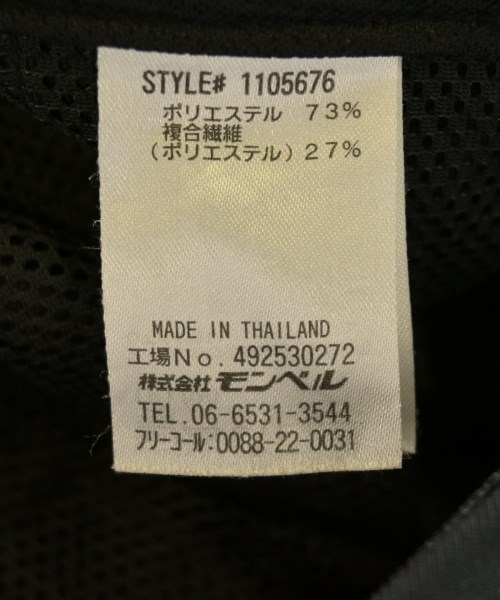 STYLE# 1105676
ポリエステル 73%
複合繊維
(ポリエステル) 27%
MADE IN THAILAND
工場No. 492530272
株式会社 モンベル
TEL. 06-6531-3544
フリーコール:0088-22-0031